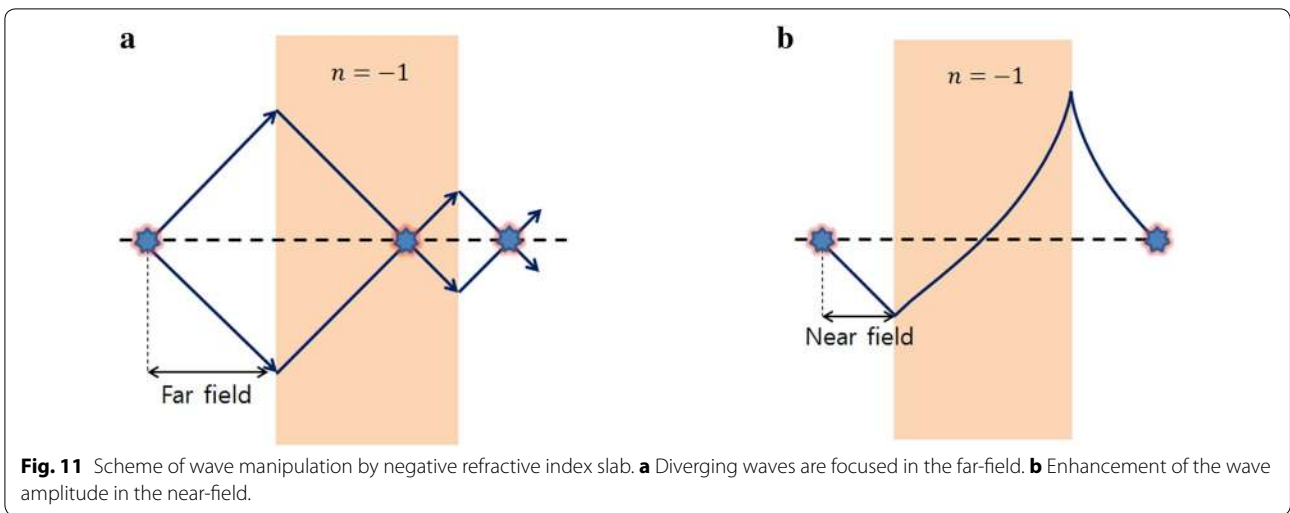 a
b
n = −1
n = −1
Far field
Near field
Fig. 11 Scheme of wave manipulation by negative refractive index slab. a Diverging waves are focused in the far-field. b Enhancement of the wave
amplitude in the near-field.